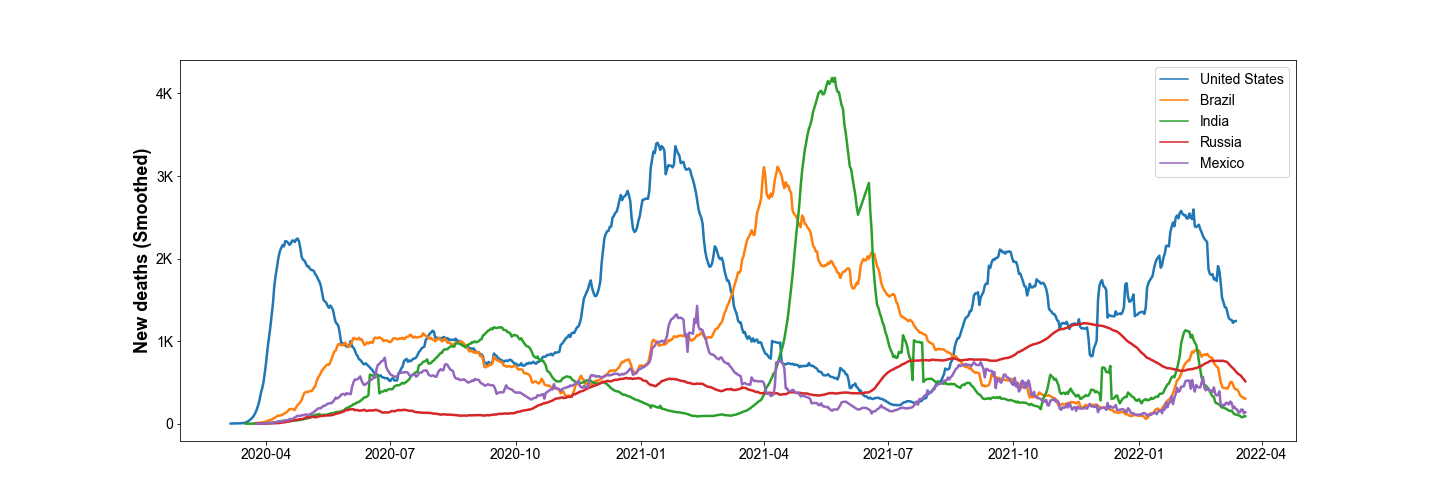 New deaths (Smoothed)
4K
3K
2K
1K
0
2020-04
2020-07
2020-10
2021-01
2021-04
2021-07
2021-10
2022-01
2022-04
United States
Brazil
India
Russia
Mexico